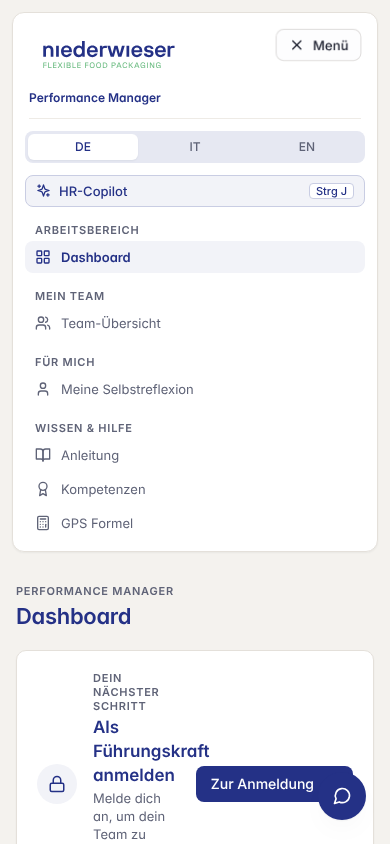 niederwieser
FLEXIBLE FOOD PACKAGING
Menü
Performance Manager
DE IT EN
HR-Copilot Strg J
ARBEITSBEREICH
Dashboard
MEIN TEAM
Team-Übersicht
FÜR MICH
Meine Selbstreflexion
WISSEN & HILFE
Anleitung
Kompetenzen
GPS Formel
PERFORMANCE MANAGER
Dashboard
DEIN
NÄCHSTER
SCHRITT
Als
Führungskraft
anmelden
Melde dich
an, um dein
Team zu
Zur Anmeldung